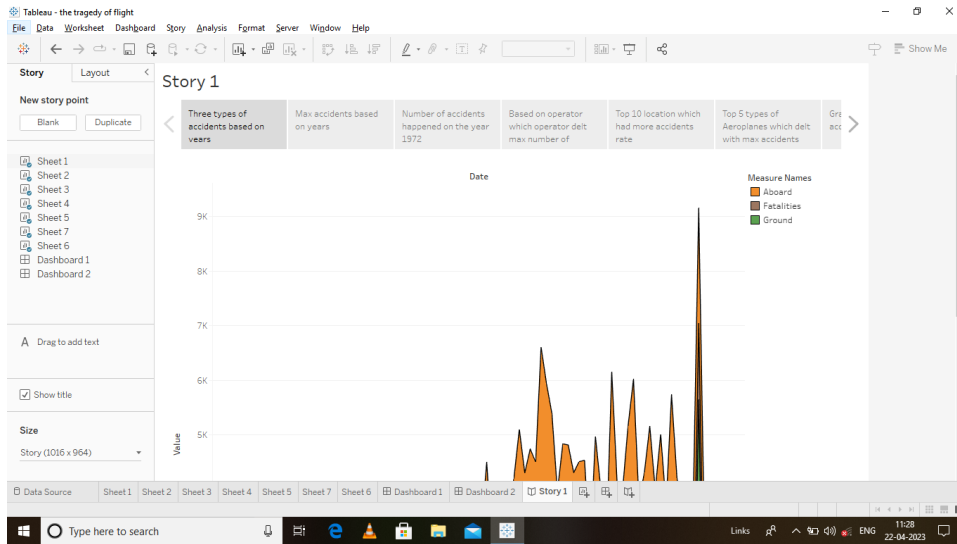 Tableau - the tragedy of flight
File Data Worksheet Dashboard Story Analysis Format Server Window Help
Show Me
Story Layout
New story point
Blank Duplicate
Sheet 1
Sheet 2
Sheet 3
Sheet 4
Sheet 5
Sheet 7
Sheet 6
Dashboard 1
Dashboard 2
A Drag to add text
Show title
Size
Story (1016 x 964)
Story 1
Three types of
accidents based on
years
Max accidents based
on years
Number of accidents
happened on the year
1972
Based on operator
which operator delt
max number of
Top 10 location which
had more accidents
rate
Top 5 types of
Aeroplanes which delt
with max accidents
Date
Measure Names
Aboard
Fatalities
Ground
9K
8K
7K
6K
5K
Value
Data Source Sheet 1 Sheet 2 Sheet 3 Sheet 4 Sheet 5 Sheet 7 Sheet 6 Dashboard 1 Dashboard 2 Story 1
Type here to search
Links
ENG
11:28
22-04-2023